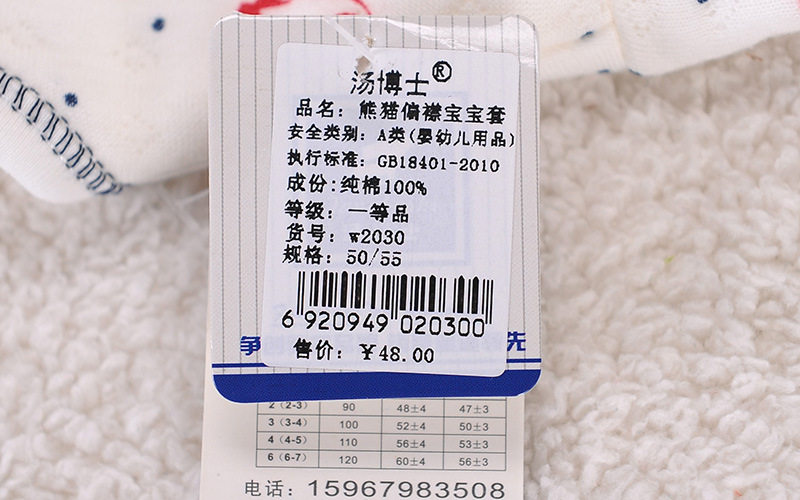 汤博士®
品名: 熊猫偏襟宝宝套
安全类别: A类(婴幼儿用品)
执行标准: GB18401-2010
成份:纯棉100%
等级: 一等品
货号: w2030
规格: 50/55
6 920949 020300
售价: ¥48.00
争 先
2 (2-3) 90 48±4 47±3
3 (3-4) 100 52±4 50±3
4 (4-5) 110 56±4 53±3
6 (6-7) 120 60±4 56±3
电话: 15967983508